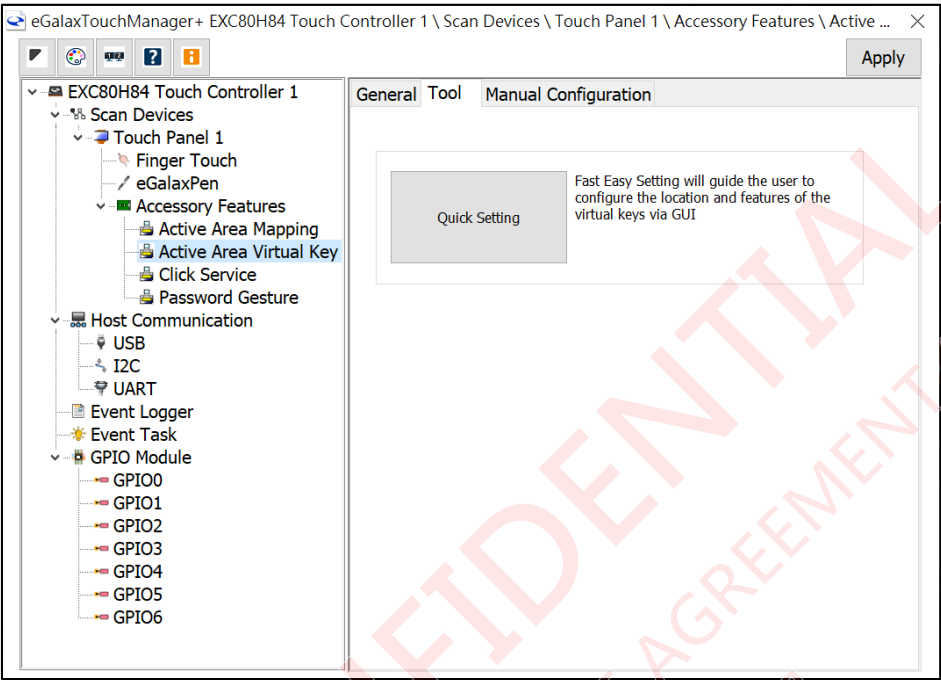 eGalaxTouchManager+ EXC80H84 Touch Controller 1 \ Scan Devices \ Touch Panel 1 \ Accessory Features \ Active ...
Apply
EXC80H84 Touch Controller 1
Scan Devices
Touch Panel 1
Finger Touch
eGalaxPen
Accessory Features
Active Area Mapping
Active Area Virtual Key
Click Service
Password Gesture
Host Communication
USB
I2C
UART
Event Logger
Event Task
GPIO Module
GPIO0
GPIO1
GPIO2
GPIO3
GPIO4
GPIO5
GPIO6
General Tool Manual Configuration
Quick Setting
Fast Easy Setting will guide the user to
configure the location and features of the
virtual keys via GUI
FIDENTIAL
AGREEMENT